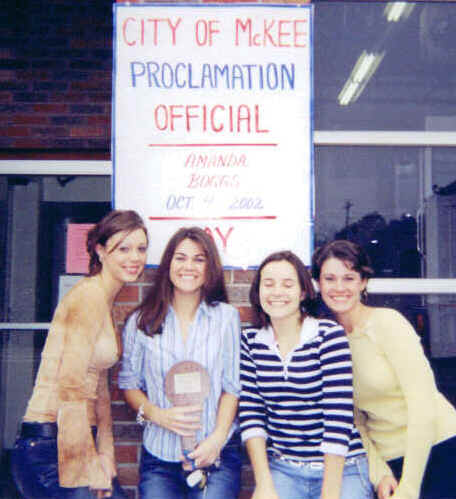 CITY OF McKEE
PROCLAMATION
OFFICIAL
AMANDA
BOGGS
OCT. 4 2002